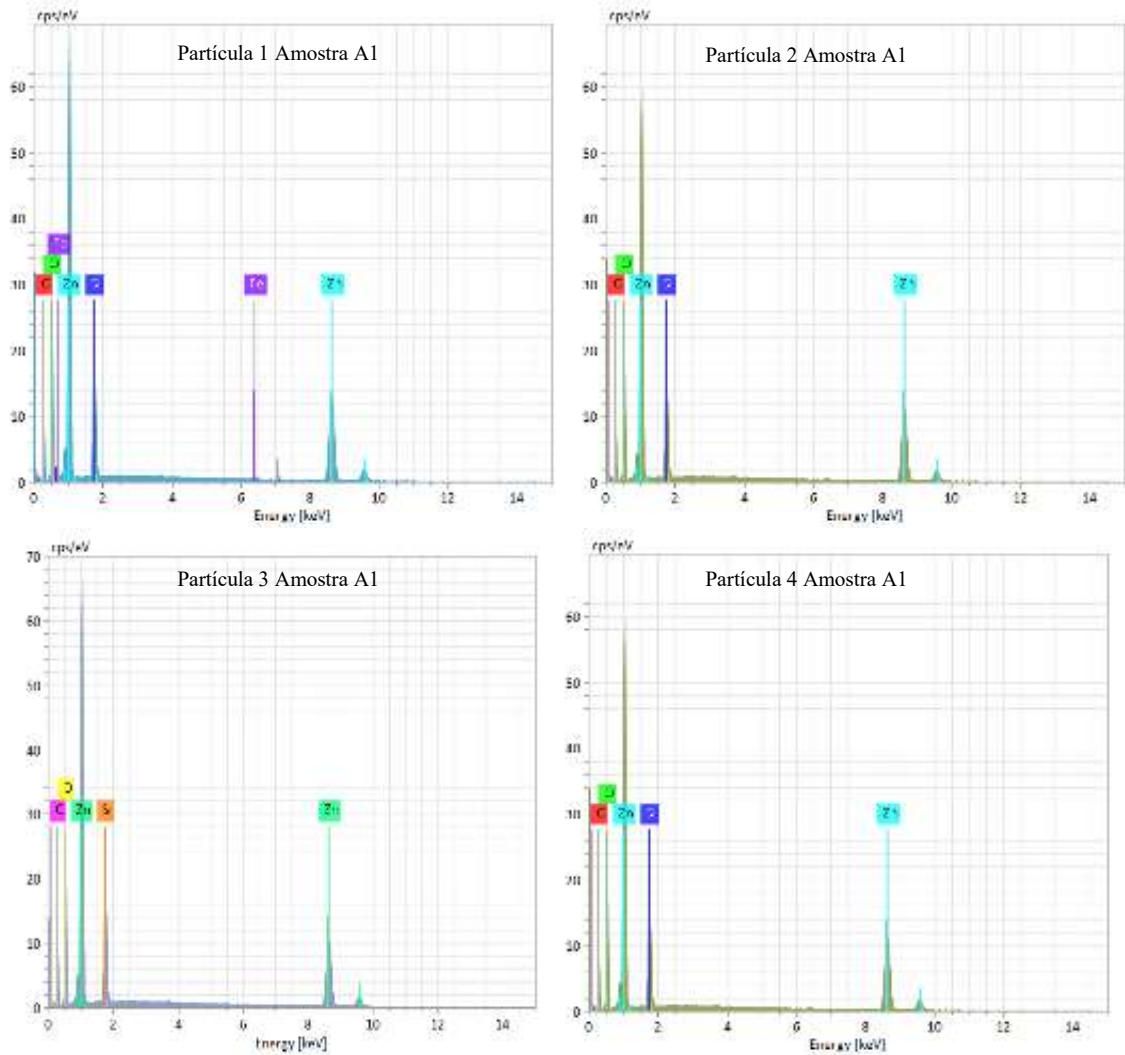 cps/eV
Partícula 1 Amostra A1
60
50
40
30
20
10
0
Fe
O
C Zn Si Fe Zn
0 2 4 6 8 10 12 14
Energy [keV]
cps/eV
Partícula 2 Amostra A1
60
50
40
30
20
10
0
O
C Zn Si Zn
0 2 4 6 8 10 12 14
Energy [keV]
cps/eV
Partícula 3 Amostra A1
70
60
50
40
30
20
10
0
O
C Zn Si Zn
0 2 4 6 8 10 12 14
Energy [keV]
cps/eV
Partícula 4 Amostra A1
60
50
40
30
20
10
0
O
C Zn Si Zn
0 2 4 6 8 10 12 14
Energy [keV]